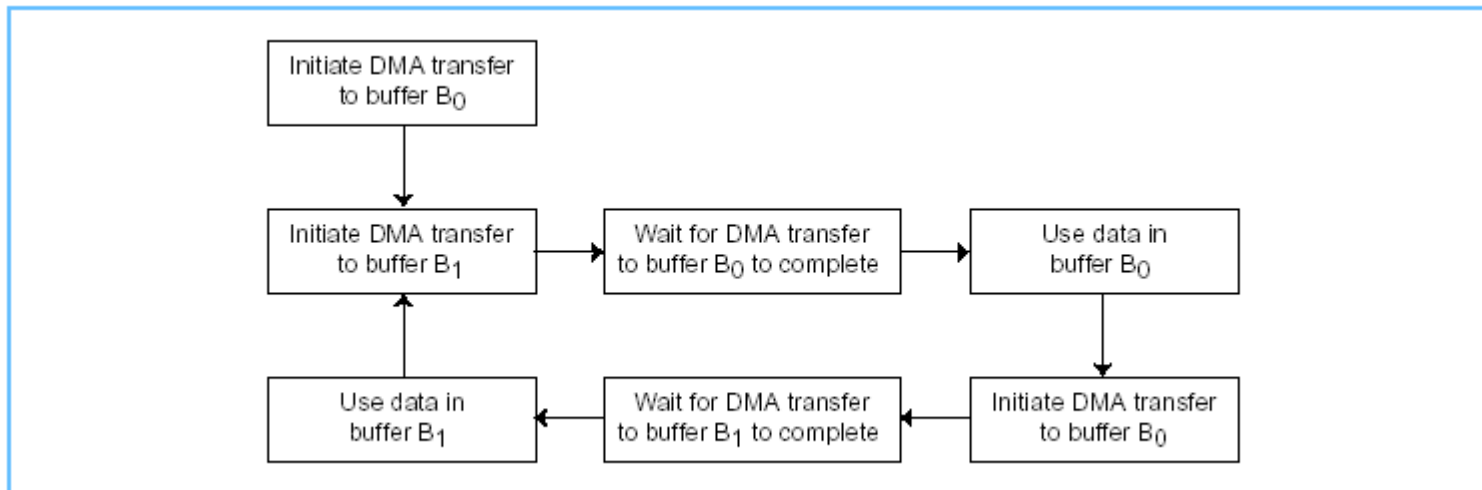 Initiate DMA transfer
to buffer B0
Initiate DMA transfer
to buffer B1
Wait for DMA transfer
to buffer B0 to complete
Use data in
buffer B0
Use data in
buffer B1
Wait for DMA transfer
to buffer B1 to complete
Initiate DMA transfer
to buffer B0